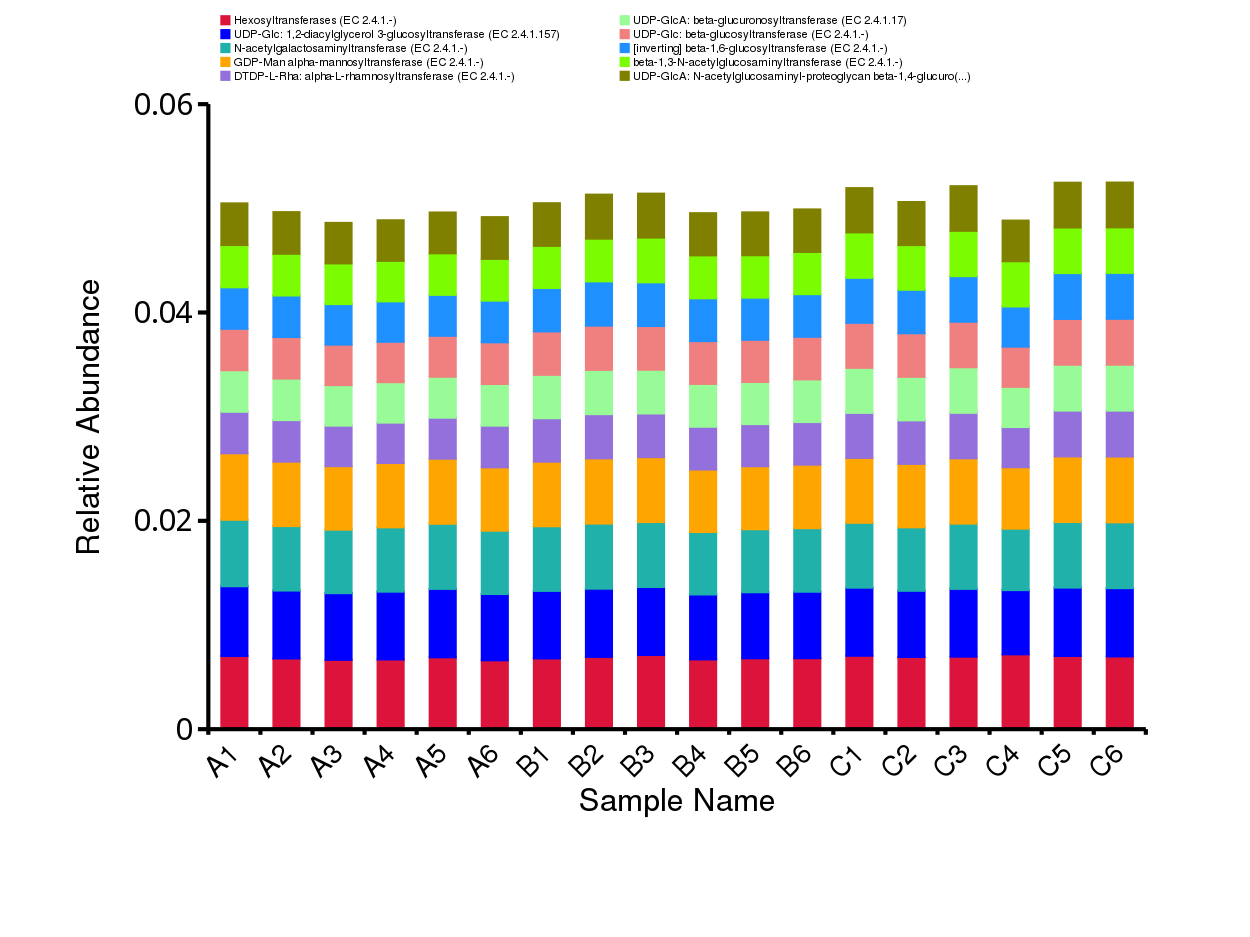 Hexosyltransferases (EC 2.4.1.-)
UDP-Glc: 1,2-diacylglycerol 3-glucosyltransferase (EC 2.4.1.157)
N-acetylgalactosaminyltransferase (EC 2.4.1.-)
GDP-Man alpha-mannosyltransferase (EC 2.4.1.-)
DTDP-L-Rha: alpha-L-rhamnosyltransferase (EC 2.4.1.-)
UDP-GlcA: beta-glucuronosyltransferase (EC 2.4.1.17)
UDP-Glc: beta-glucosyltransferase (EC 2.4.1.-)
[inverting] beta-1,6-glucosyltransferase (EC 2.4.1.-)
beta-1,3-N-acetylglucosaminyltransferase (EC 2.4.1.-)
UDP-GlcA: N-acetylglucosaminyl-proteoglycan beta-1,4-glucuro(...)
0.06
0.04
0.02
0
Relative Abundance
A1 A2 A3 A4 A5 A6 B1 B2 B3 B4 B5 B6 C1 C2 C3 C4 C5 C6
Sample Name